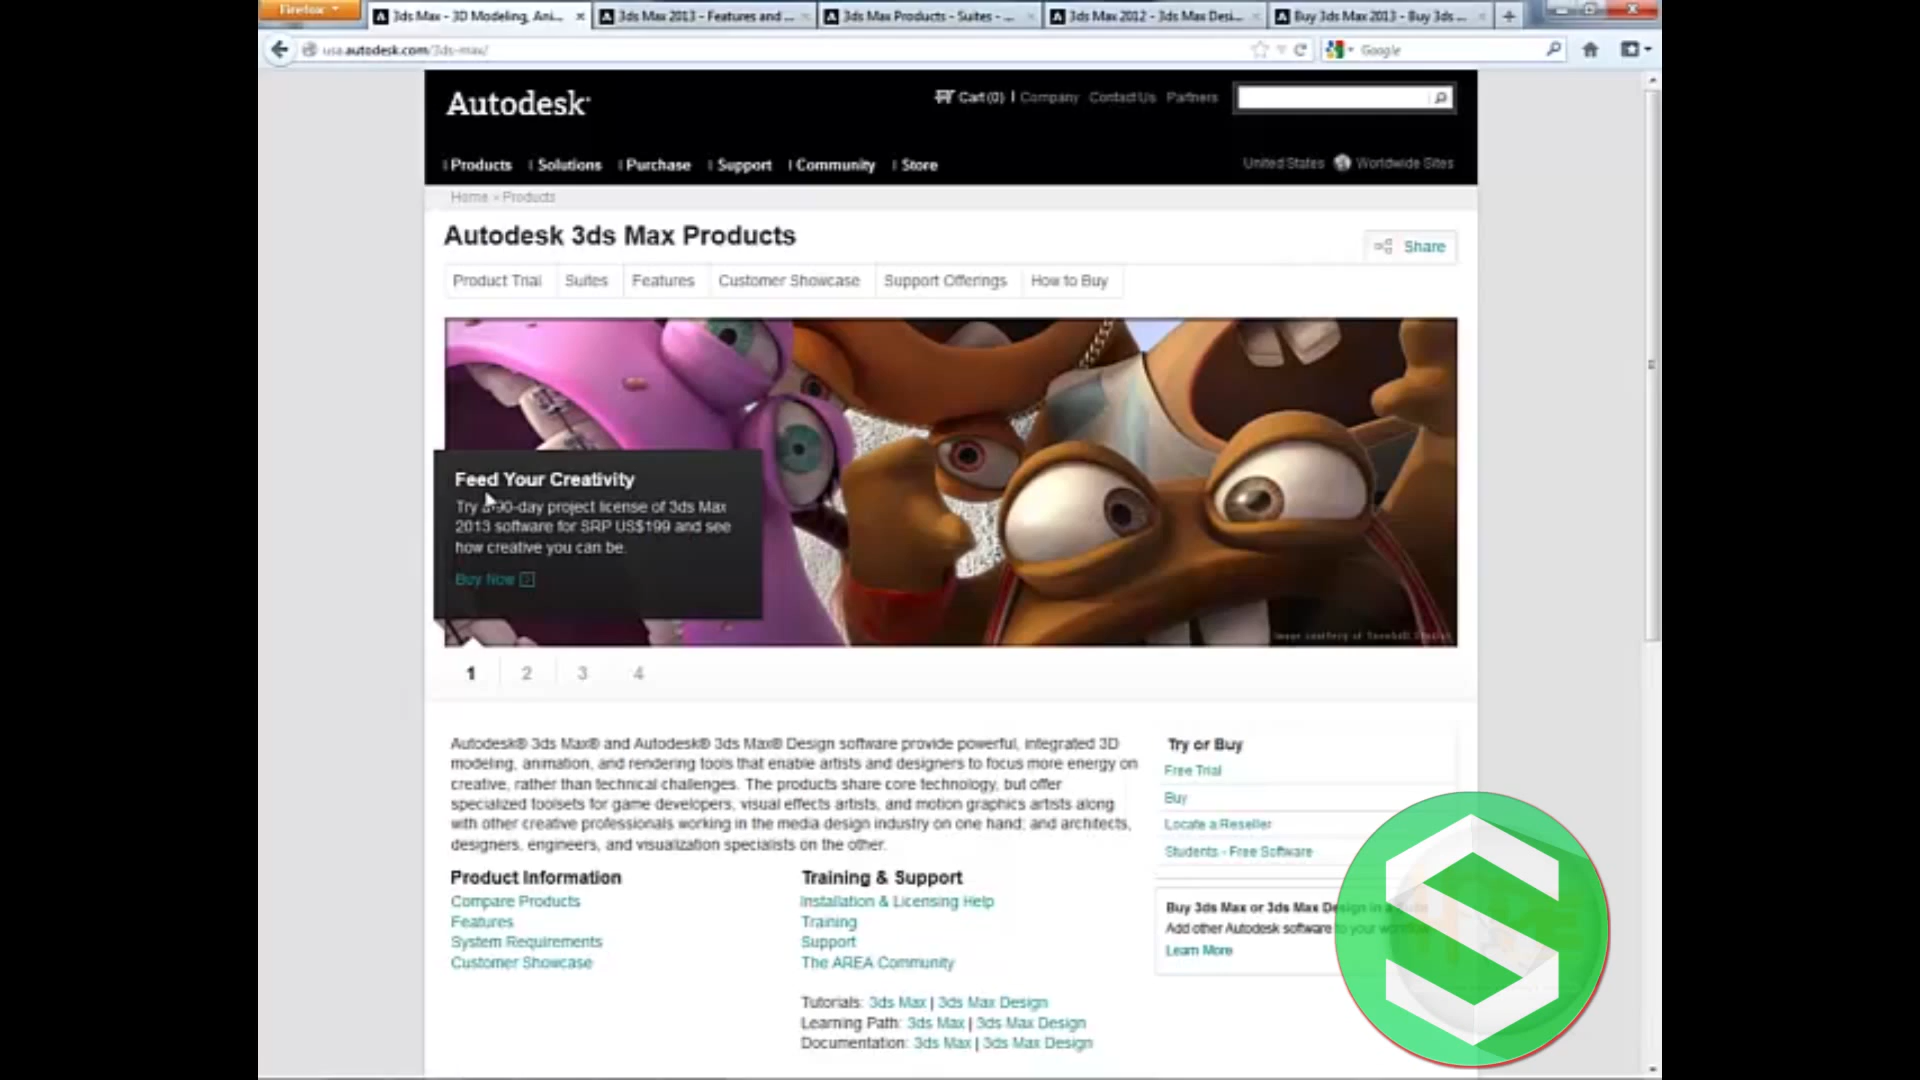 Firefox
3ds Max - 3D Modeling, Ani...
3ds Max 2013 - Features and ...
3ds Max Products - Suites - ...
3ds Max 2012 - 3ds Max Desi...
Buy 3ds Max 2013 - Buy 3ds ...
usa.autodesk.com/3ds-max/
Google
Autodesk
Cart (0) | Company Contact Us Partners
Products Solutions Purchase Support Community Store
United States Worldwide Sites
Home » Products
Autodesk 3ds Max Products
Share
Product Trial Suites Features Customer Showcase Support Offerings How to Buy
Feed Your Creativity
Try a 90-day project license of 3ds Max
2013 software for SRP US$199 and see
how creative you can be.
Buy Now
Image courtesy of
1 2 3 4
Autodesk® 3ds Max® and Autodesk® 3ds Max® Design software provide powerful, integrated 3D
modeling, animation, and rendering tools that enable artists and designers to focus more energy on
creative, rather than technical challenges. The products share core technology, but offer
specialized toolsets for game developers, visual effects artists, and motion graphics artists along
with other creative professionals working in the media design industry on one hand; and architects,
designers, engineers, and visualization specialists on the other.
Product Information
Compare Products
Features
System Requirements
Customer Showcase
Training & Support
Installation & Licensing Help
Training
Support
The AREA Community
Tutorials: 3ds Max | 3ds Max Design
Learning Path: 3ds Max | 3ds Max Design
Documentation: 3ds Max | 3ds Max Design
Try or Buy
Free Trial
Buy
Locate a Reseller
Students - Free Software
Buy 3ds Max or 3ds Max Design in a Suite
Add other Autodesk software to your workflow
Learn More